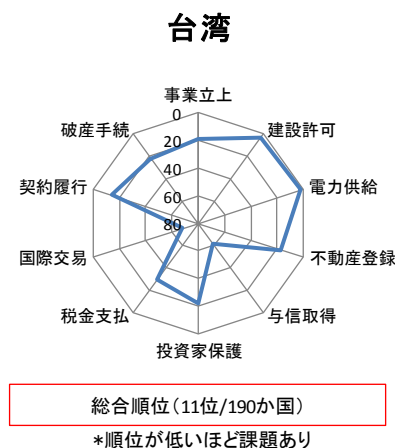 台湾
事業立上
建設許可
電力供給
不動産登録
与信取得
投資家保護
税金支払
国際交易
契約履行
破産手続
0
20
40
60
80
総合順位（11位/190か国）
*順位が低いほど課題あり